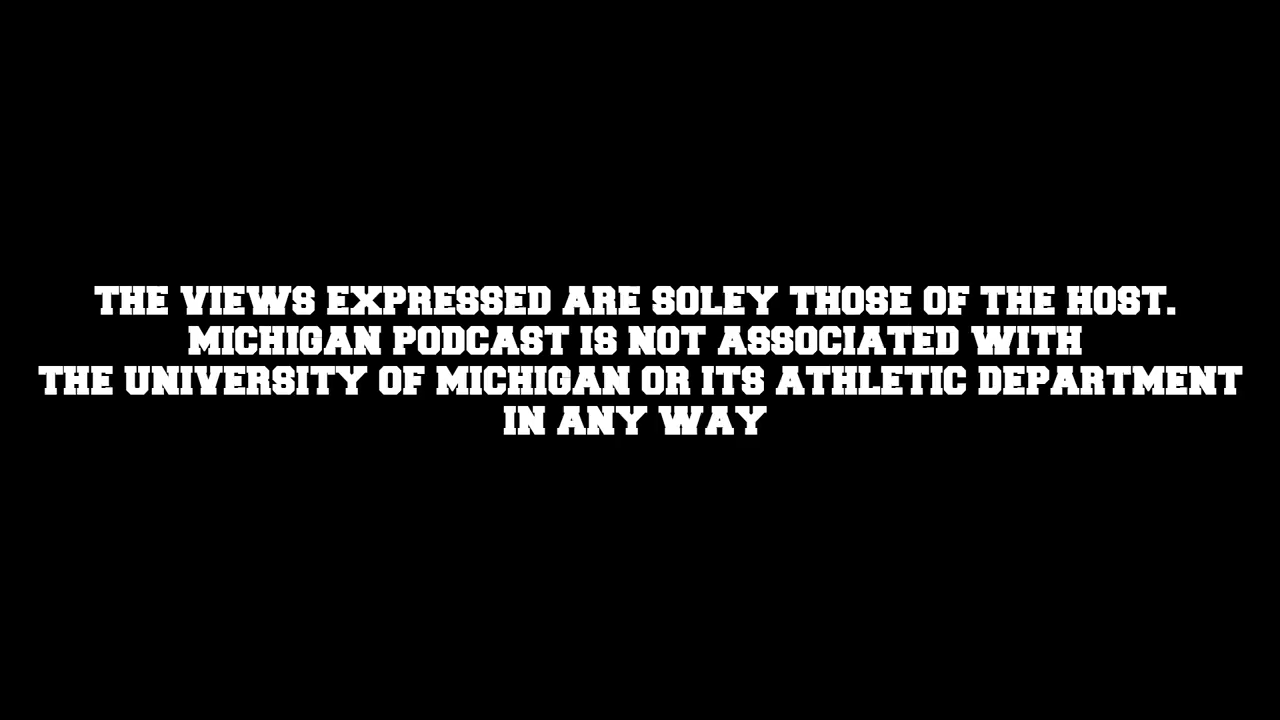 THE VIEWS EXPRESSED ARE SOLEY THOSE OF THE HOST.
MICHIGAN PODCAST IS NOT ASSOCIATED WITH
THE UNIVERSITY OF MICHIGAN OR ITS ATHLETIC DEPARTMENT
IN ANY WAY